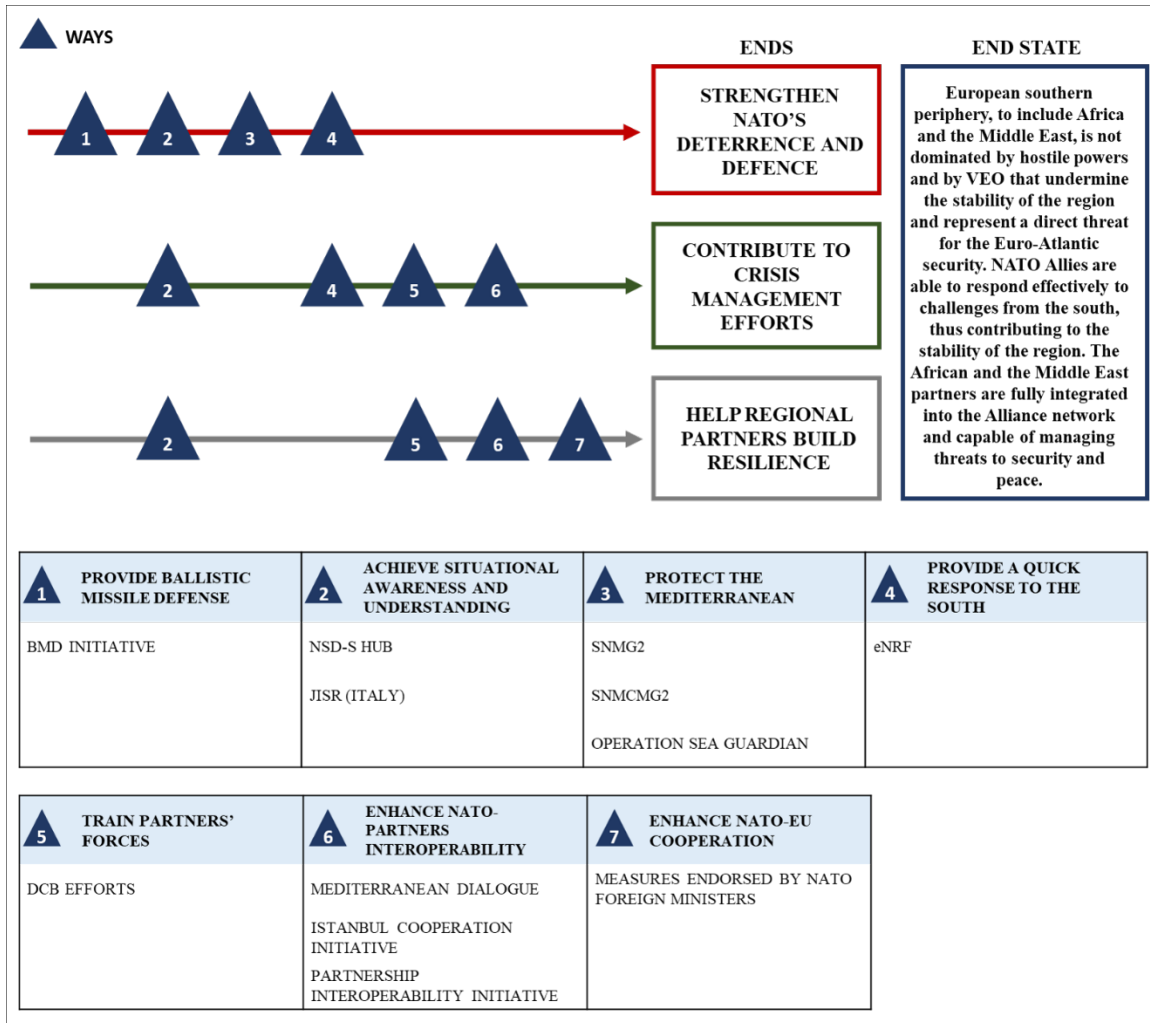 WAYS
ENDS
END STATE
1
2
3
4
STRENGTHEN
NATO'S
DETERRENCE AND
DEFENCE
2
4
5
6
CONTRIBUTE TO
CRISIS
MANAGEMENT
EFFORTS
2
5
6
7
HELP REGIONAL
PARTNERS BUILD
RESILIENCE
European southern
periphery, to include Africa
and the Middle East, is not
dominated by hostile powers
and by VEO that undermine
the stability of the region
and represent a direct threat
for the Euro-Atlantic
security. NATO Allies are
able to respond effectively to
challenges from the south,
thus contributing to the
stability of the region. The
African and the Middle East
partners are fully integrated
into the Alliance network
and capable of managing
threats to security and
peace.
1
PROVIDE BALLISTIC
MISSILE DEFENSE
BMD INITIATIVE
2
ACHIEVE SITUATIONAL
AWARENESS AND
UNDERSTANDING
NSD-S HUB
JISR (ITALY)
3
PROTECT THE
MEDITERRANEAN
SNMG2
SNMCMG2
OPERATION SEA GUARDIAN
4
PROVIDE A QUICK
RESPONSE TO THE
SOUTH
eNRF
5
TRAIN PARTNERS'
FORCES
DCB EFFORTS
6
ENHANCE NATO-
PARTNERS
INTEROPERABILITY
MEDITERRANEAN DIALOGUE
ISTANBUL COOPERATION
INITIATIVE
PARTNERSHIP
INTEROPERABILITY INITIATIVE
7
ENHANCE NATO-EU
COOPERATION
MEASURES ENDORSED BY NATO
FOREIGN MINISTERS